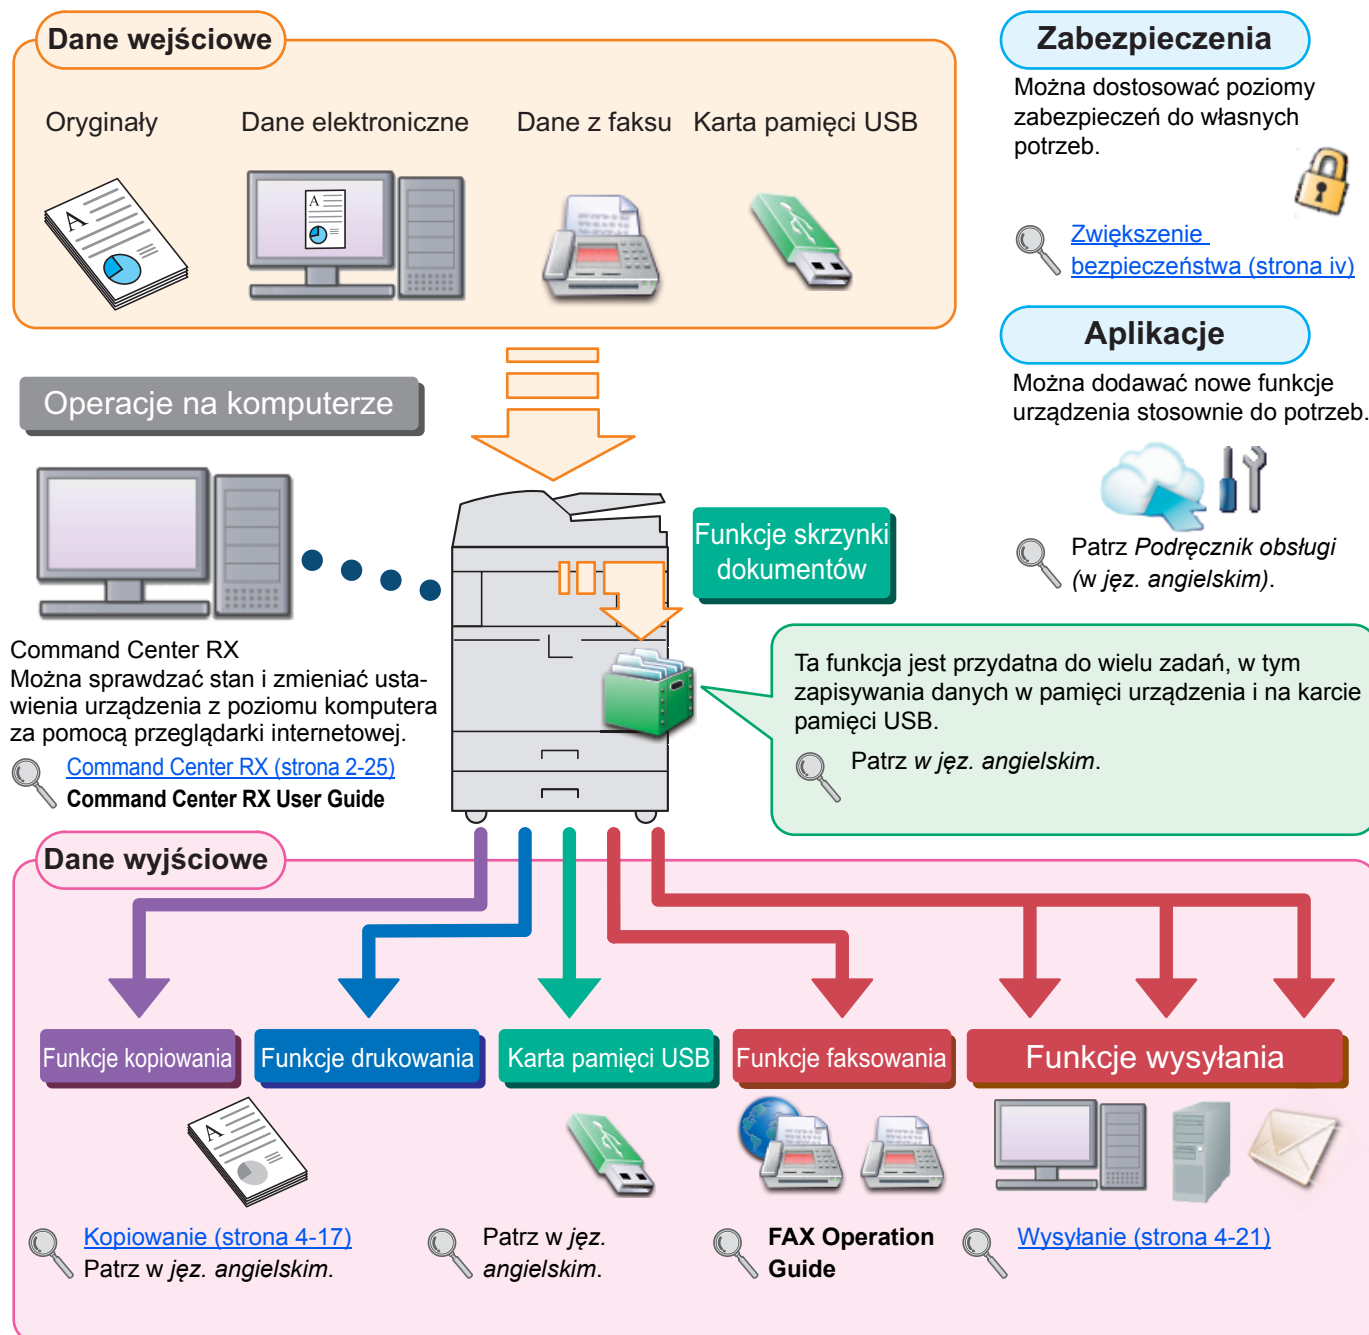 Dane wejściowe
Oryginały
Dane elektroniczne
Dane z faksu
Karta pamięci USB
Zabezpieczenia
Można dostosować poziomy
zabezpieczeń do własnych
potrzeb.
Zwiększenie
bezpieczeństwa (strona iv)
Aplikacje
Można dodawać nowe funkcje
urządzenia stosownie do potrzeb.
Patrz Podręcznik obsługi
(w jęz. angielskim).
Operacje na komputerze
Command Center RX
Można sprawdzać stan i zmieniać usta-
wienia urządzenia z poziomu komputera
za pomocą przeglądarki internetowej.
Command Center RX (strona 2-25)
Command Center RX User Guide
Funkcje skrzynki
dokumentów
Ta funkcja jest przydatna do wielu zadań, w tym
zapisywania danych w pamięci urządzenia i na karcie
pamięci USB.
Patrz w jęz. angielskim.
Dane wyjściowe
Funkcje kopiowania
Funkcje drukowania
Karta pamięci USB
Funkcje faksowania
Funkcje wysyłania
A
A
A
Kopiowanie (strona 4-17)
Patrz w jęz. angielskim.
Patrz w jęz.
angielskim.
FAX Operation
Guide
Wysyłanie (strona 4-21)